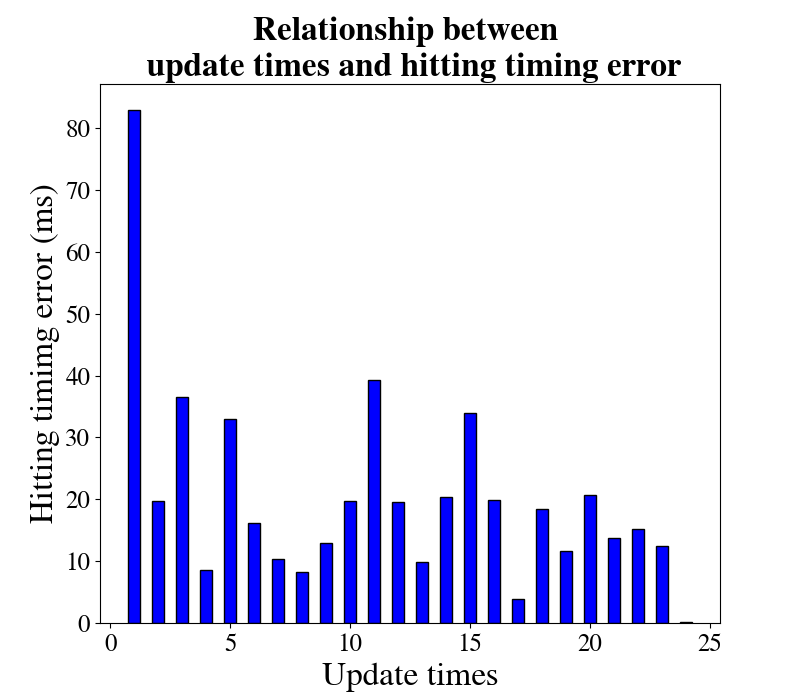 Relationship between
update times and hitting timing error
Hitting timimg error (ms)
80
70
60
50
40
30
20
10
0
0 5 10 15 20 25
Update times